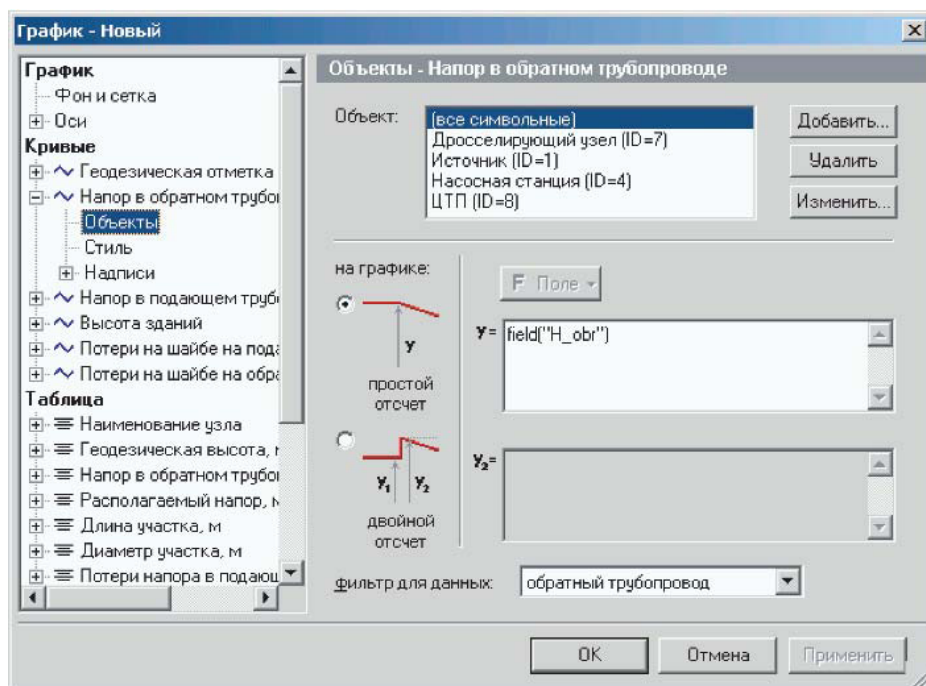 График - Новый
График
Фон и сетка
Оси
Кривые
Геодезическая отметка
Напор в обратном трубо
Объекты
Стиль
Надписи
Напор в подающем труб
Высота зданий
Потери на шайбе на под
Потери на шайбе на обр
Таблица
Наименование узла
Геодезическая высота,
Напор в обратном трубо
Располагаемый напор, м
Длина участка, м
Диаметр участка, м
Потери напора в подающ
Объекты - Напор в обратном трубопроводе
Объект:
(все символьные)
Дросселирующий узел (ID=7)
Источник (ID=1)
Насосная станция (ID=4)
ЦТП (ID=8)
Добавить...
Удалить
Изменить...
на графике:
F Поле
y
простой
отсчет
y= field("H_obr")
y1 y2
двойной
отсчет
y2=
Фильтр для данных: обратный трубопровод
OK
Отмена
Применить